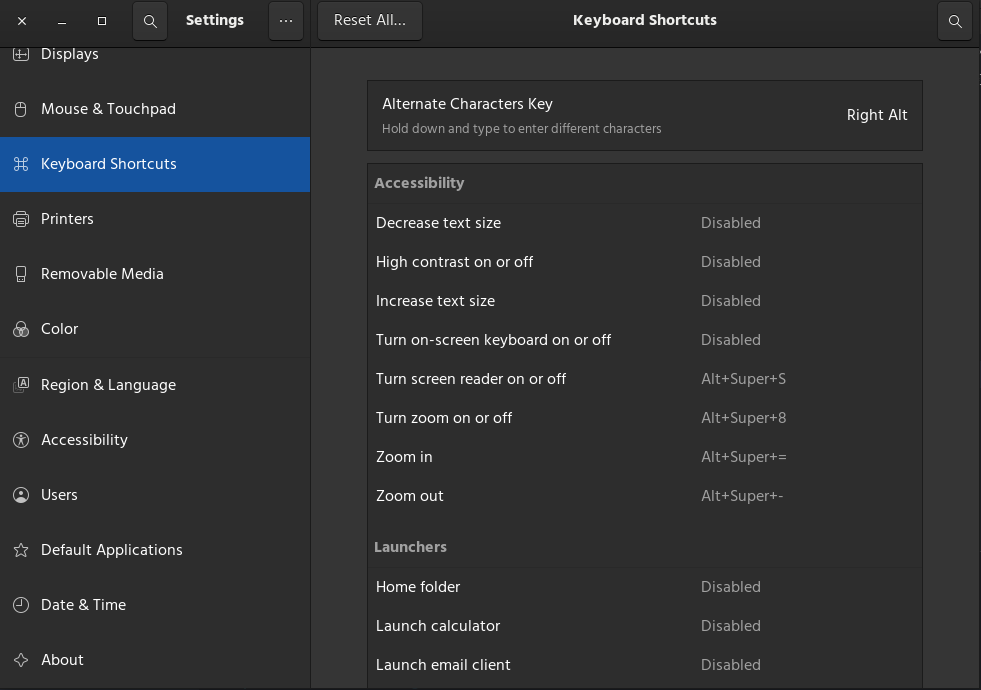 Settings
Reset All...
Keyboard Shortcuts
Displays
Mouse & Touchpad
Keyboard Shortcuts
Printers
Removable Media
Color
Region & Language
Accessibility
Users
Default Applications
Date & Time
About
Alternate Characters Key
Hold down and type to enter different characters
Right Alt
Accessibility
Decrease text size Disabled
High contrast on or off Disabled
Increase text size Disabled
Turn on-screen keyboard on or off Disabled
Turn screen reader on or off Alt+Super+S
Turn zoom on or off Alt+Super+8
Zoom in Alt+Super+=
Zoom out Alt+Super+-
Launchers
Home folder Disabled
Launch calculator Disabled
Launch email client Disabled